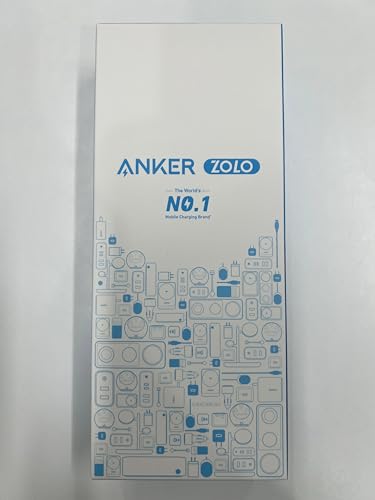 ANKER ZOLO
The World's
NO.1
Mobile Charging Brand